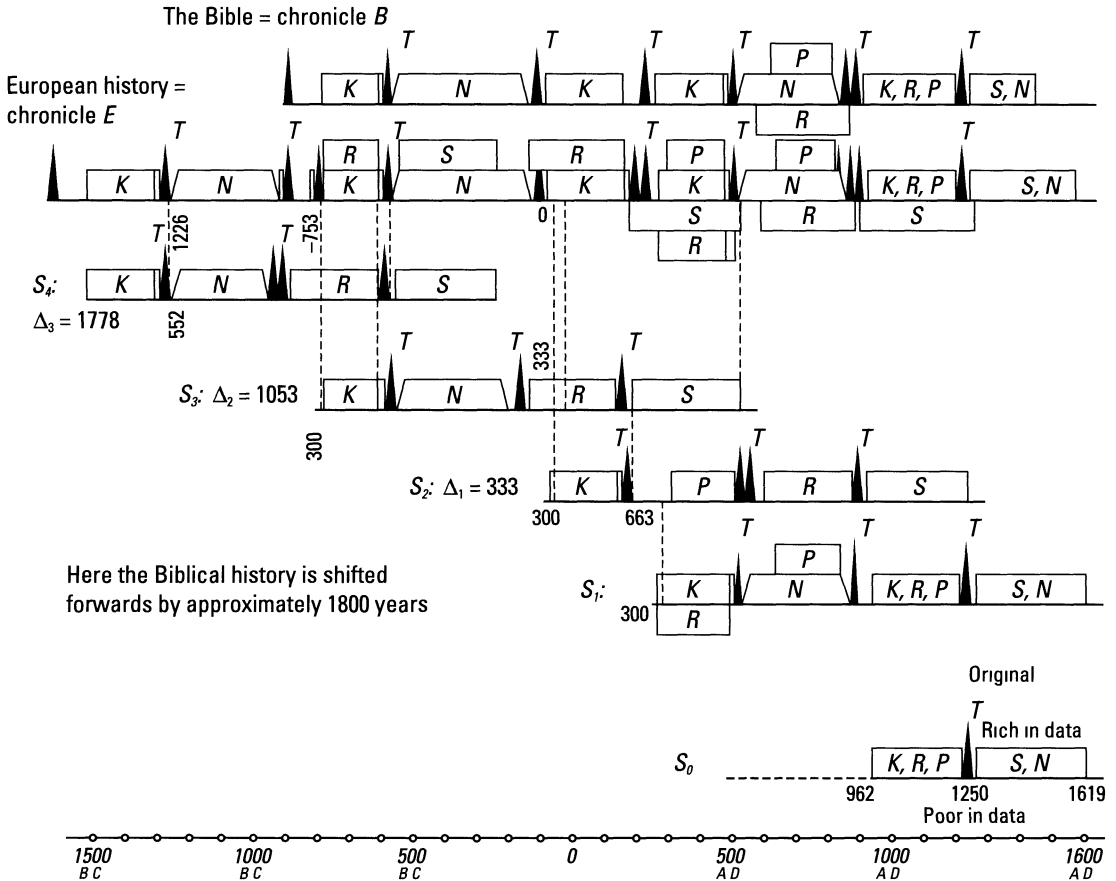 The Bible = chronicle B
T T T T T T
P
K N K K N K, R, P S, N
R
European history =
chronicle E
T T T T T T T
R S R P P
K N K N K K N K, R, P S, N
S R S
R
1226 –753 0
T T
S4: K N R S
Δ3 = 1778
552
T T 333 T
S3: Δ2 = 1053 K N R S
300
T T T
S2: Δ1 = 333 K P R S
300 663
T T T
P
Here the Biblical history is shifted
forwards by approximately 1800 years
S1: K N K, R, P S, N
300 R
Original
T
Rich in data
S0 K, R, P S, N
962 1250 1619
Poor in data
1500 1000 500 0 500 1000 1600
BC BC BC AD AD AD